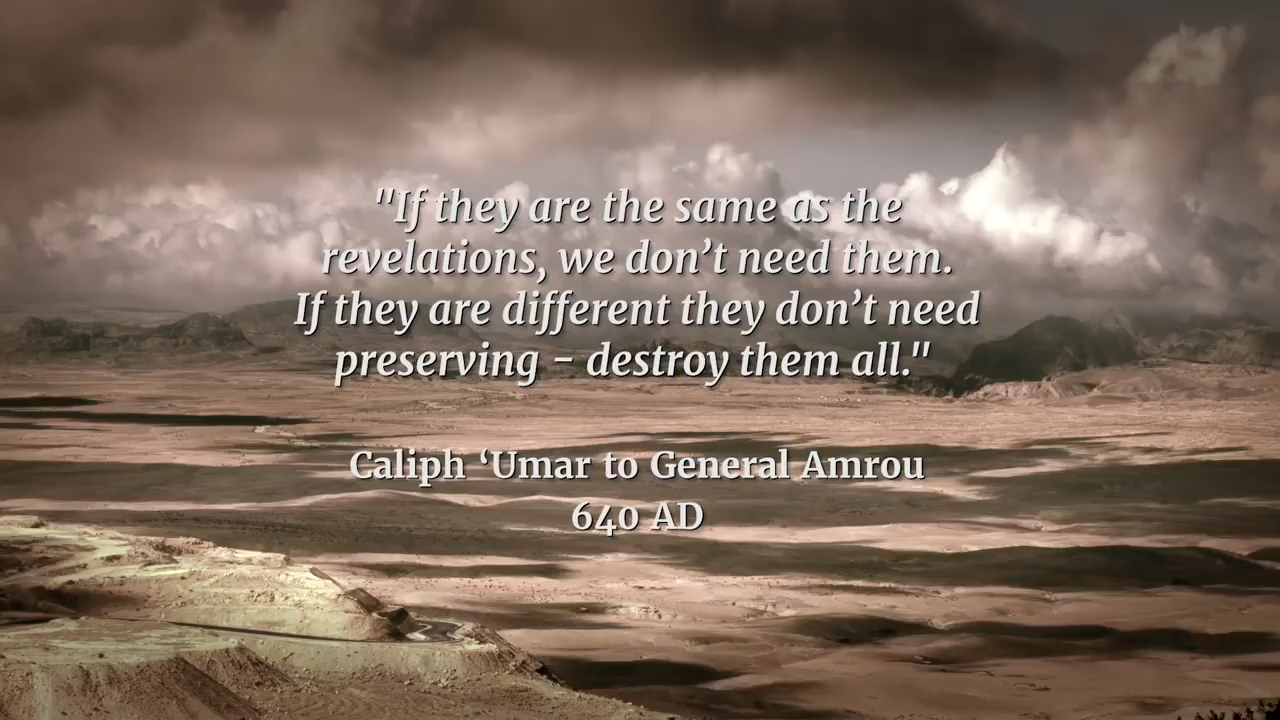 "If they are the same as the
revelations, we don’t need them.
If they are different they don’t need
preserving - destroy them all."
Caliph ‘Umar to General Amrou
640 AD